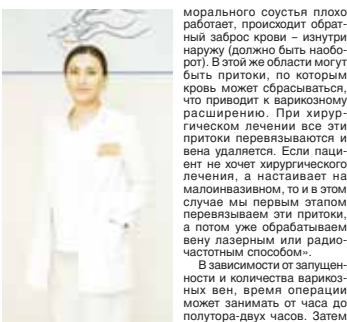 морального соустья плохо
работает, происходит обрат-
ный заброс крови – изнутри
наружу (должно быть наобо-
рот). В этой же области могут
быть притоки, по которым
кровь может сбрасываться,
что приводит к варикозному
расширению. При хирур-
гическом лечении все эти
притоки перевязываются и
вена удаляется. Если паци-
ент не хочет хирургического
лечения, а настаивает на
малоинвазивном, то и в этом
случае мы первым этапом
перевязываем эти притоки,
а потом уже обрабатываем
вену лазерным или радио-
частотным способом».
В зависимости от запущен-
ности и количества варикоз-
ных вен, время операции
может занимать от часа до
полутора-двух часов. Затем